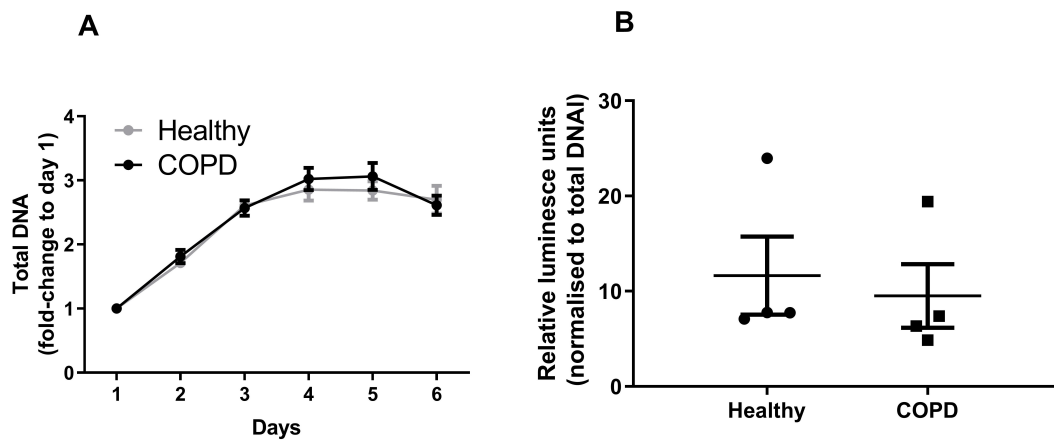 A
Total DNA
(fold-change to day 1)
4
3
2
1
0
Healthy
COPD
1 2 3 4 5 6
Days
B
Relative luminesce units
(normalised to total DNAI)
30
20
10
0
Healthy COPD